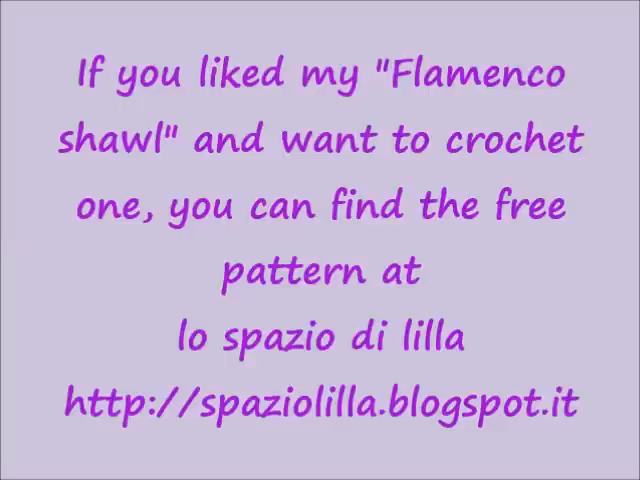 If you liked my "Flamenco
shawl" and want to crochet
one, you can find the free
pattern at
lo spazio di lilla
http://spaziolilla.blogspot.it